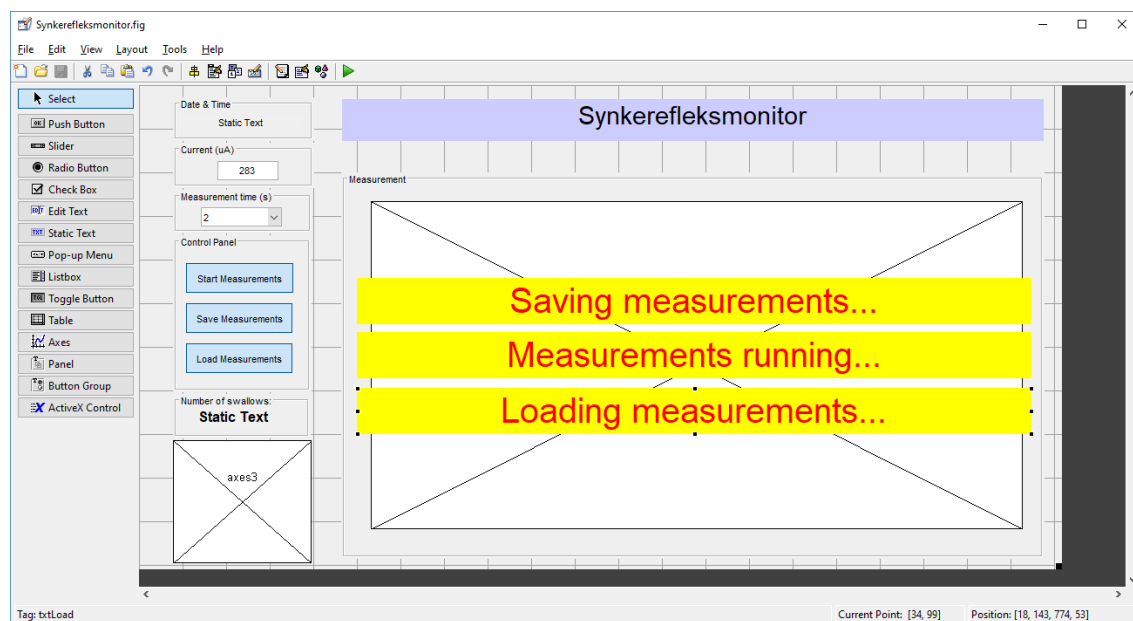 Synkerefleksmonitor.fig
File Edit View Layout Tools Help
Select
Push Button
Slider
Radio Button
Check Box
Edit Text
Static Text
Pop-up Menu
Listbox
Toggle Button
Table
Axes
Panel
Button Group
ActiveX Control
Date & Time
Static Text
Current (uA)
283
Measurement time (s)
2
Control Panel
Start Measurements
Save Measurements
Load Measurements
Number of swallows:
Static Text
axes3
Synkerefleksmonitor
Measurement
Saving measurements...
Measurements running...
Loading measurements...
Tag: txtLoad
Current Point: [34, 99]
Position: [18, 143, 774, 53]